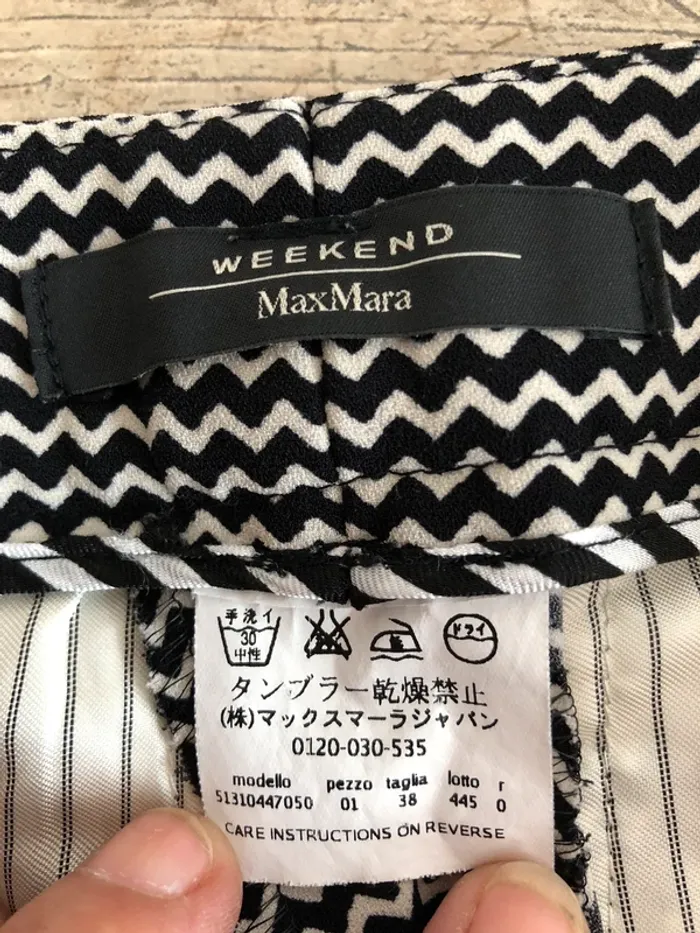 WEEKEND
MaxMara
手洗イ
30
中性
ドライ
タンブラー乾燥禁止
(株)マックスマーラジャパン
0120-030-535
modello pezzo taglia lotto r
51310447050 01 38 445 0
CARE INSTRUCTIONS ON REVERSE